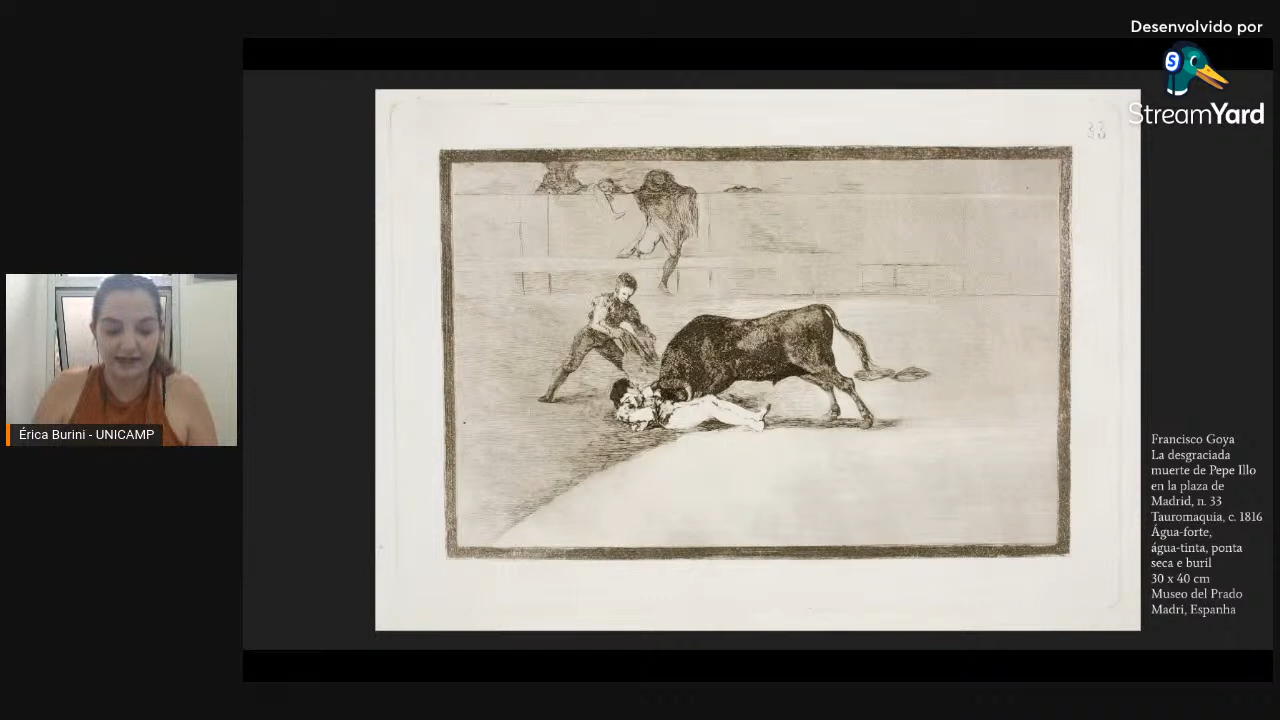 Desenvolvido por
S
StreamYard
33
Érica Burini - UNICAMP
Francisco Goya
La desgraciada
muerte de Pepe Illo
en la plaza de
Madrid, n. 33
Tauromaquia, c. 1816
Água-forte,
água-tinta, ponta
seca e buril
30 x 40 cm
Museo del Prado
Madri, Espanha